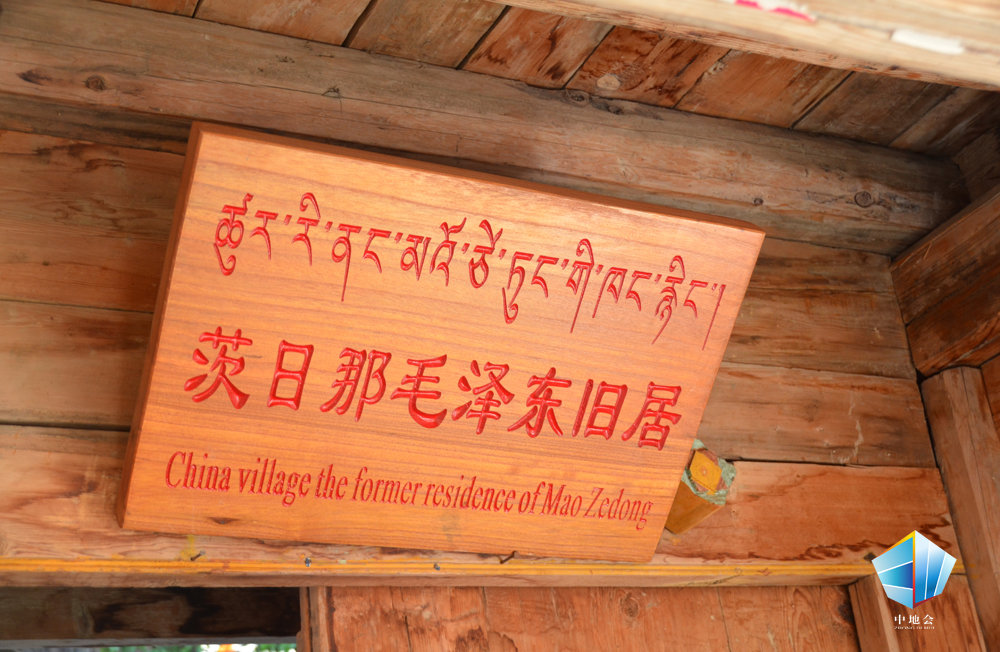 ཚུར་རི་ནང་མའོ་ཙེ་ཏུང་གི་ཁང་རྙིང་།
茨日那毛泽东旧居
China village the former residence of Mao Zedong
中地会